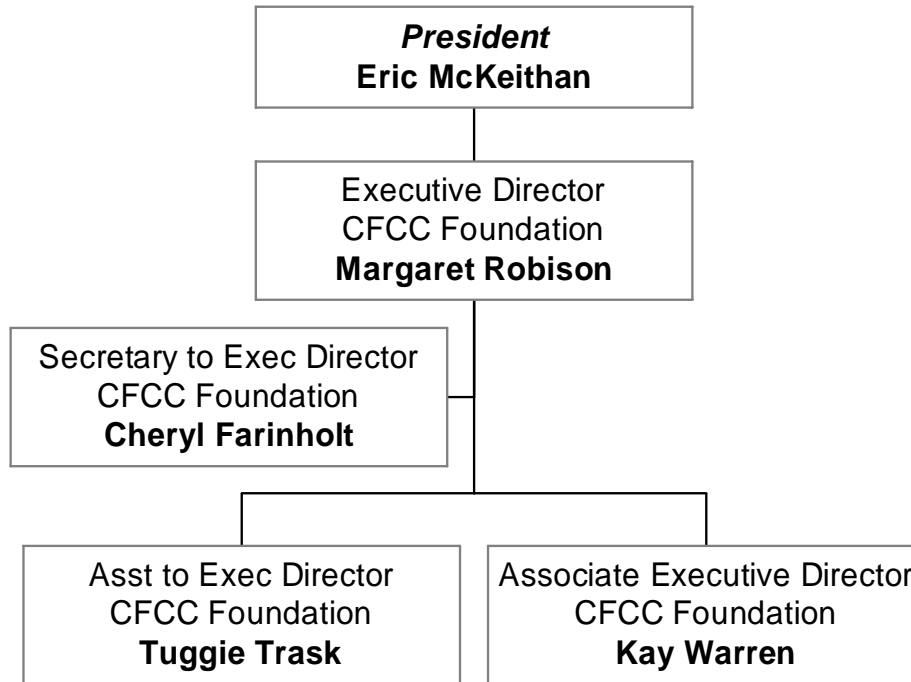 President
Eric McKeithan
Executive Director
CFCC Foundation
Margaret Robison
Secretary to Exec Director
CFCC Foundation
Cheryl Farinholt
Asst to Exec Director
CFCC Foundation
Tuggie Trask
Associate Executive Director
CFCC Foundation
Kay Warren